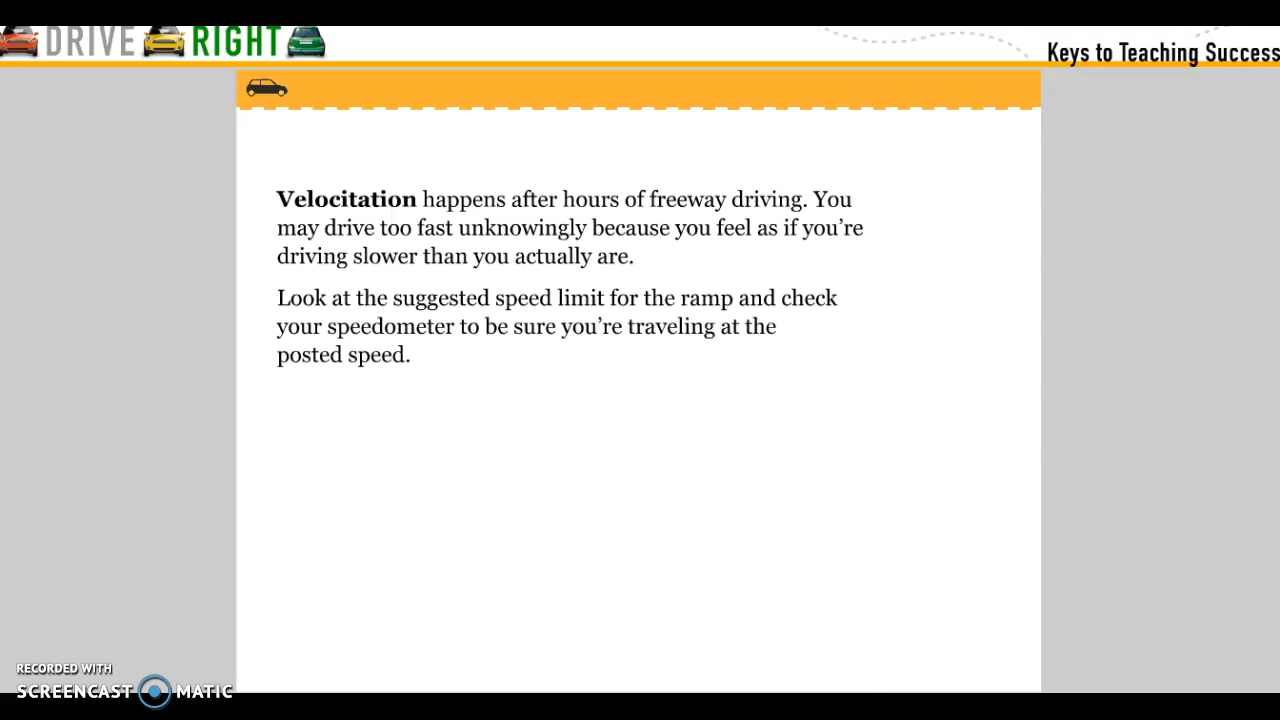 DRIVE RIGHT
Keys to Teaching Success
Velocitation happens after hours of freeway driving. You
may drive too fast unknowingly because you feel as if you’re
driving slower than you actually are.
Look at the suggested speed limit for the ramp and check
your speedometer to be sure you’re traveling at the
posted speed.
RECORDED WITH
SCREENCAST MATIC